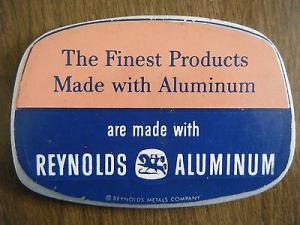 The Finest Products
Made with Aluminum
are made with
REYNOLDS ALUMINUM
© REYNOLDS METALS COMPANY